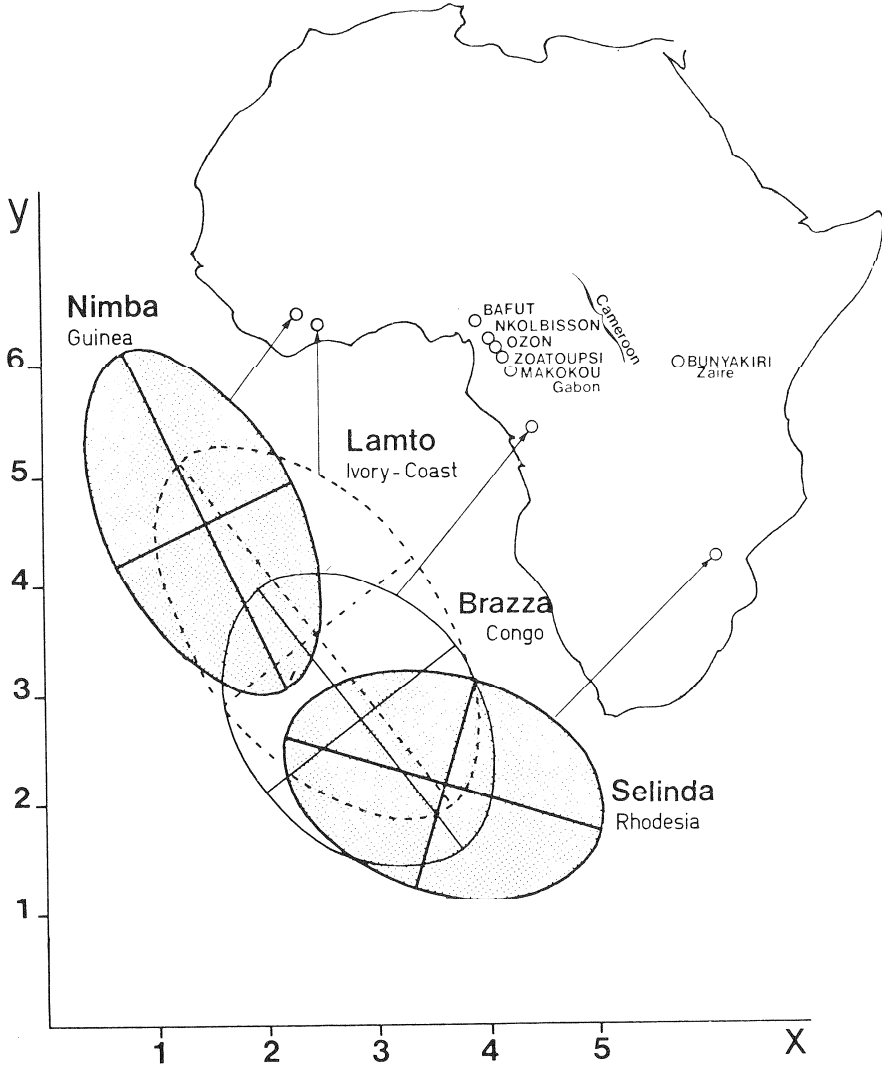 y
Nimba
Guinea
BAFUT
NKOLBISSON
OZON
ZOATOUPSI
MAKOKOU
Gabon
Cameroon
BUNYAKIRI
Zaire
6
Lamto
Ivory-Coast
5
4
Brazza
Congo
3
Selinda
Rhodesia
2
1
1 2 3 4 5 X